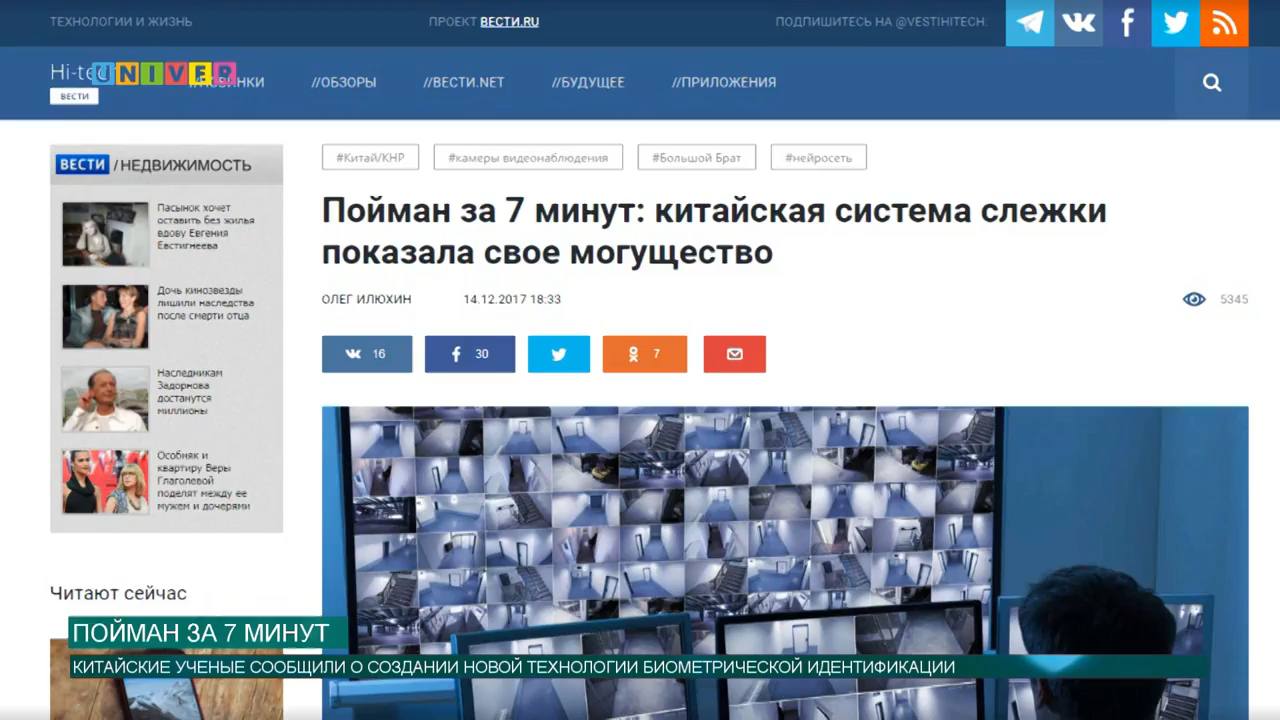 ТЕХНОЛОГИИ И ЖИЗНЬ
ПРОЕКТ ВЕСТИ.RU
ПОДПИШИТЕСЬ НА @VESTIHITECH:
Hi-tech
ВЕСТИ
UNIVER
//НОВИНКИ
//ОБЗОРЫ
//ВЕСТИ.NET
//БУДУЩЕЕ
//ПРИЛОЖЕНИЯ
ВЕСТИ /НЕДВИЖИМОСТЬ
Пасынок хочет
оставить без жилья
вдову Евгения
Евстигнеева
Дочь кинозвезды
лишили наследства
после смерти отца
Наследникам
Задорнова
достанутся
миллионы
Особняк и
квартиру Веры
Глаголевой
поделят между ее
мужем и дочерями
Читают сейчас
#Китай/КНР
#камеры видеонаблюдения
#Большой Брат
#нейросеть
Пойман за 7 минут: китайская система слежки
показала свое могущество
ОЛЕГ ИЛЮХИН
14.12.2017 18:33
5345
16
30
7
ПОЙМАН ЗА 7 МИНУТ
КИТАЙСКИЕ УЧЕНЫЕ СООБЩИЛИ О СОЗДАНИИ НОВОЙ ТЕХНОЛОГИИ БИОМЕТРИЧЕСКОЙ ИДЕНТИФИКАЦИИ